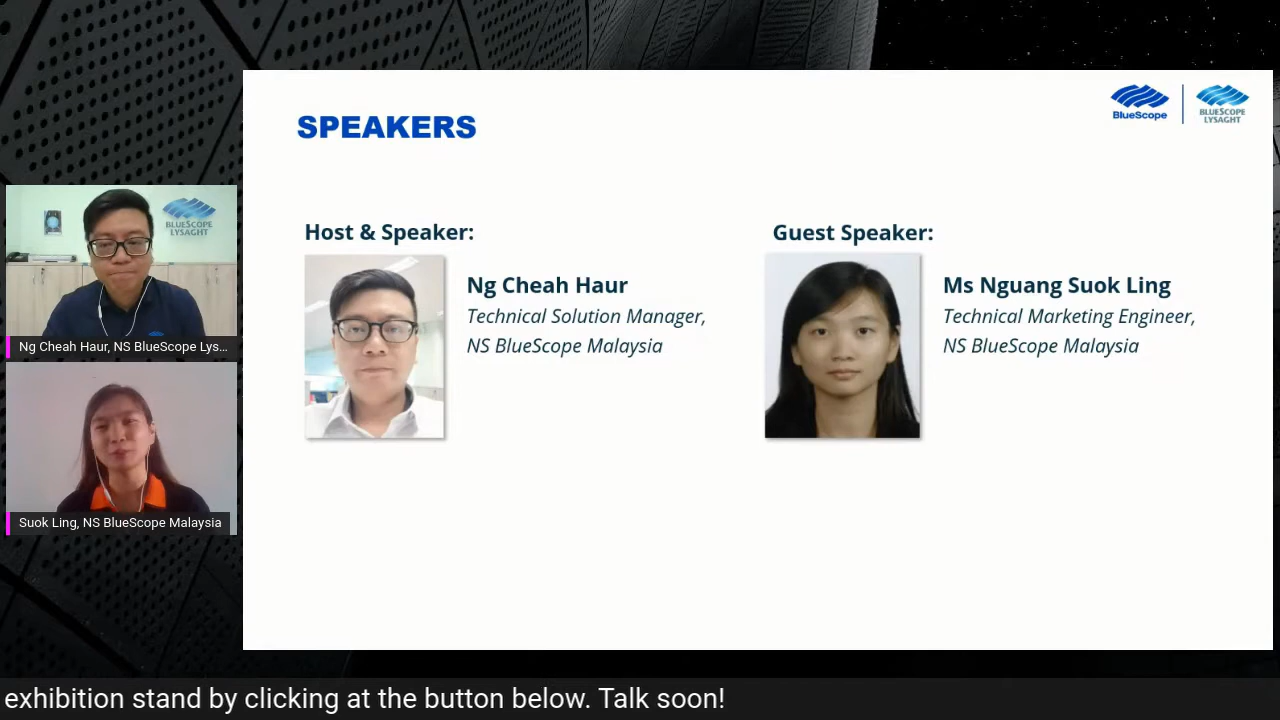 SPEAKERS
BlueScope
BLUESCOPE
LYSAGHT
Host & Speaker:
Ng Cheah Haur
Technical Solution Manager,
NS BlueScope Malaysia
Guest Speaker:
Ms Nguang Suok Ling
Technical Marketing Engineer,
NS BlueScope Malaysia
BLUESCOPE
LYSAGHT
Ng Cheah Haur, NS BlueScope Lys...
Suok Ling, NS BlueScope Malaysia
exhibition stand by clicking at the button below. Talk soon!